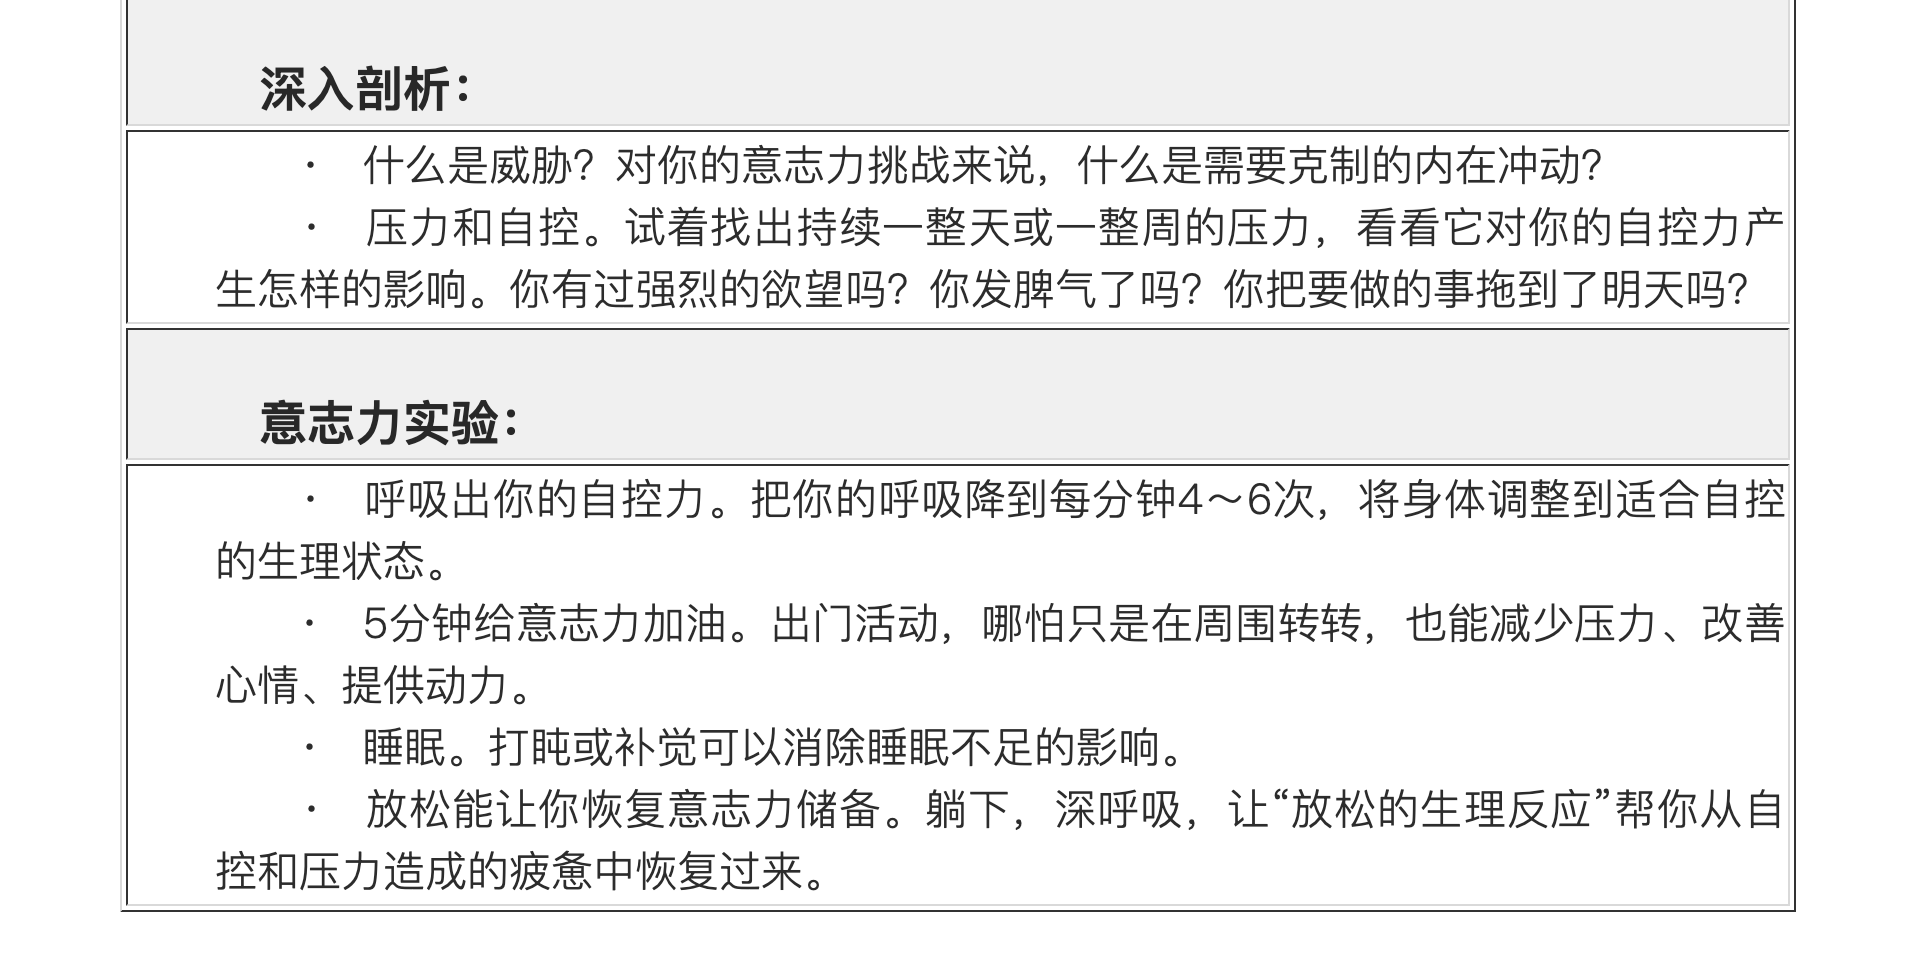 深入剖析：
· 什么是威胁？对你的意志力挑战来说，什么是需要克制的内在冲动？
· 压力和自控。试着找出持续一整天或一整周的压力，看看它对你的自控力产
生怎样的影响。你有过强烈的欲望吗？你发脾气了吗？你把要做的事拖到了明天吗？
意志力实验：
· 呼吸出你的自控力。把你的呼吸降到每分钟4～6次，将身体调整到适合自控
的生理状态。
· 5分钟给意志力加油。出门活动，哪怕只是在周围转转，也能减少压力、改善
心情、提供动力。
· 睡眠。打盹或补觉可以消除睡眠不足的影响。
· 放松能让你恢复意志力储备。躺下，深呼吸，让“放松的生理反应”帮你从自
控和压力造成的疲惫中恢复过来。